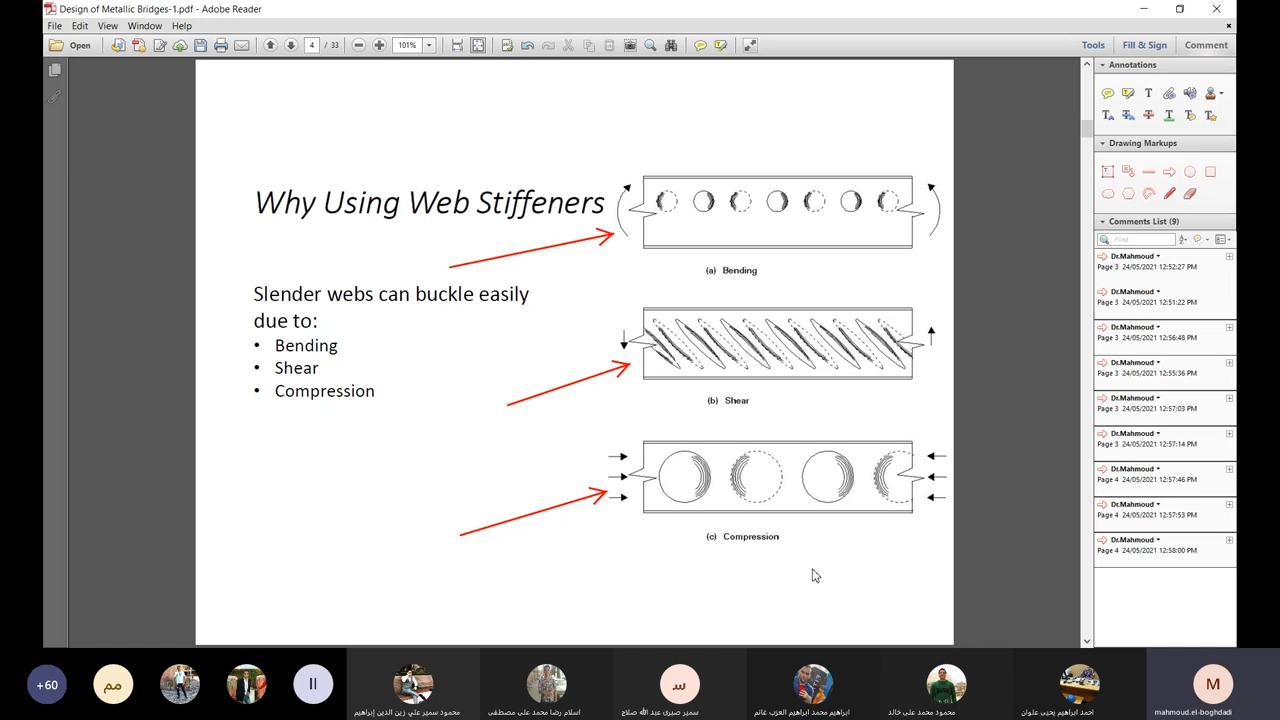 Design of Metallic Bridges-1.pdf - Adobe Reader
File Edit View Window Help
Open 4 / 33 101% Tools Fill & Sign Comment
Annotations
Drawing Markups
Comments List (9)
Find
Dr.Mahmoud
Page 3 24/05/2021 12:52:27 PM
Dr.Mahmoud
Page 3 24/05/2021 12:51:22 PM
Dr.Mahmoud
Page 3 24/05/2021 12:56:48 PM
Dr.Mahmoud
Page 3 24/05/2021 12:55:36 PM
Dr.Mahmoud
Page 3 24/05/2021 12:57:03 PM
Dr.Mahmoud
Page 3 24/05/2021 12:57:14 PM
Dr.Mahmoud
Page 4 24/05/2021 12:57:46 PM
Dr.Mahmoud
Page 4 24/05/2021 12:57:53 PM
Dr.Mahmoud
Page 4 24/05/2021 12:58:00 PM
Why Using Web Stiffeners
Slender webs can buckle easily
due to:
• Bending
• Shear
• Compression
(a) Bending
(b) Shear
(c) Compression
+60
مم
II
س
M
محمود سمير علي زين الدين إبراهيم
اسلام رضا محمد على مصطفى
سمير صبرى عبد الله صلاح
ابراهيم محمد ابراهيم العزب غانم
محمود محمد على خالد
احمد ابراهيم يحيى علوان
mahmoud.el-boghdadi